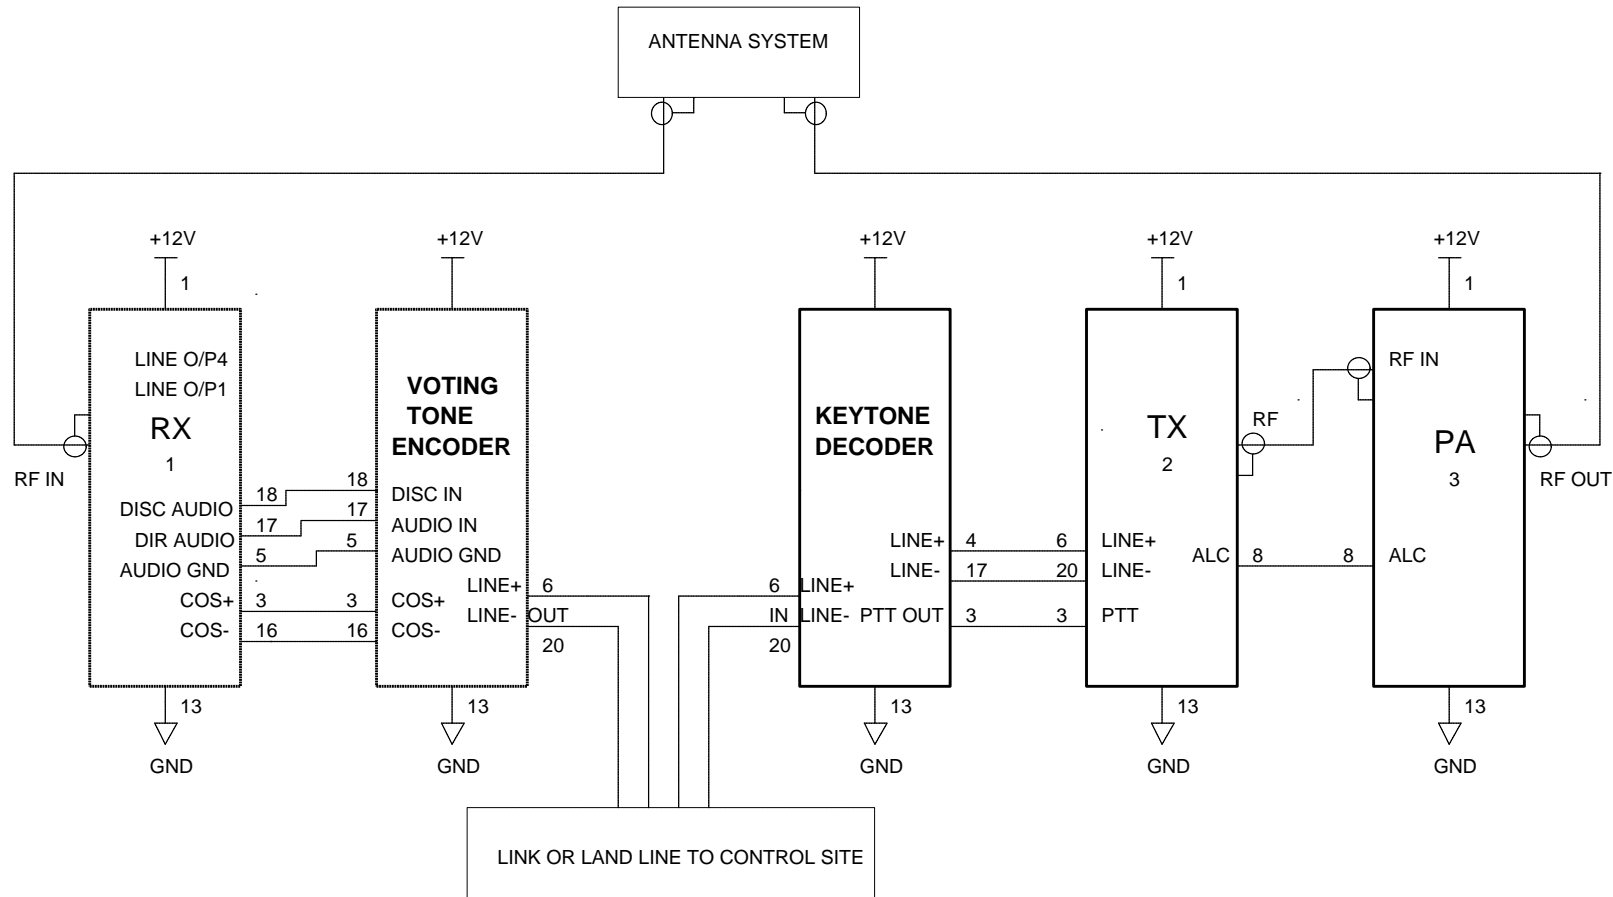 ANTENNA SYSTEM
+12V
+12V
+12V
+12V
+12V
1
1
1
LINE O/P4
LINE O/P1
RX
1
RF IN
DISC AUDIO
DIR AUDIO
AUDIO GND
COS+
COS-
18
17
5
3
16
18
17
5
3
16
VOTING
TONE
ENCODER
DISC IN
AUDIO IN
AUDIO GND
COS+
COS-
LINE+
LINE- OUT
6
20
6
IN
20
KEYTONE
DECODER
LINE+
LINE-
LINE+
LINE- PTT OUT
4
17
3
6
20
3
TX
2
LINE+
LINE-
PTT
ALC
RF
8
8
RF IN
PA
3
ALC
RF OUT
13
13
13
13
13
GND
GND
GND
GND
GND
LINK OR LAND LINE TO CONTROL SITE